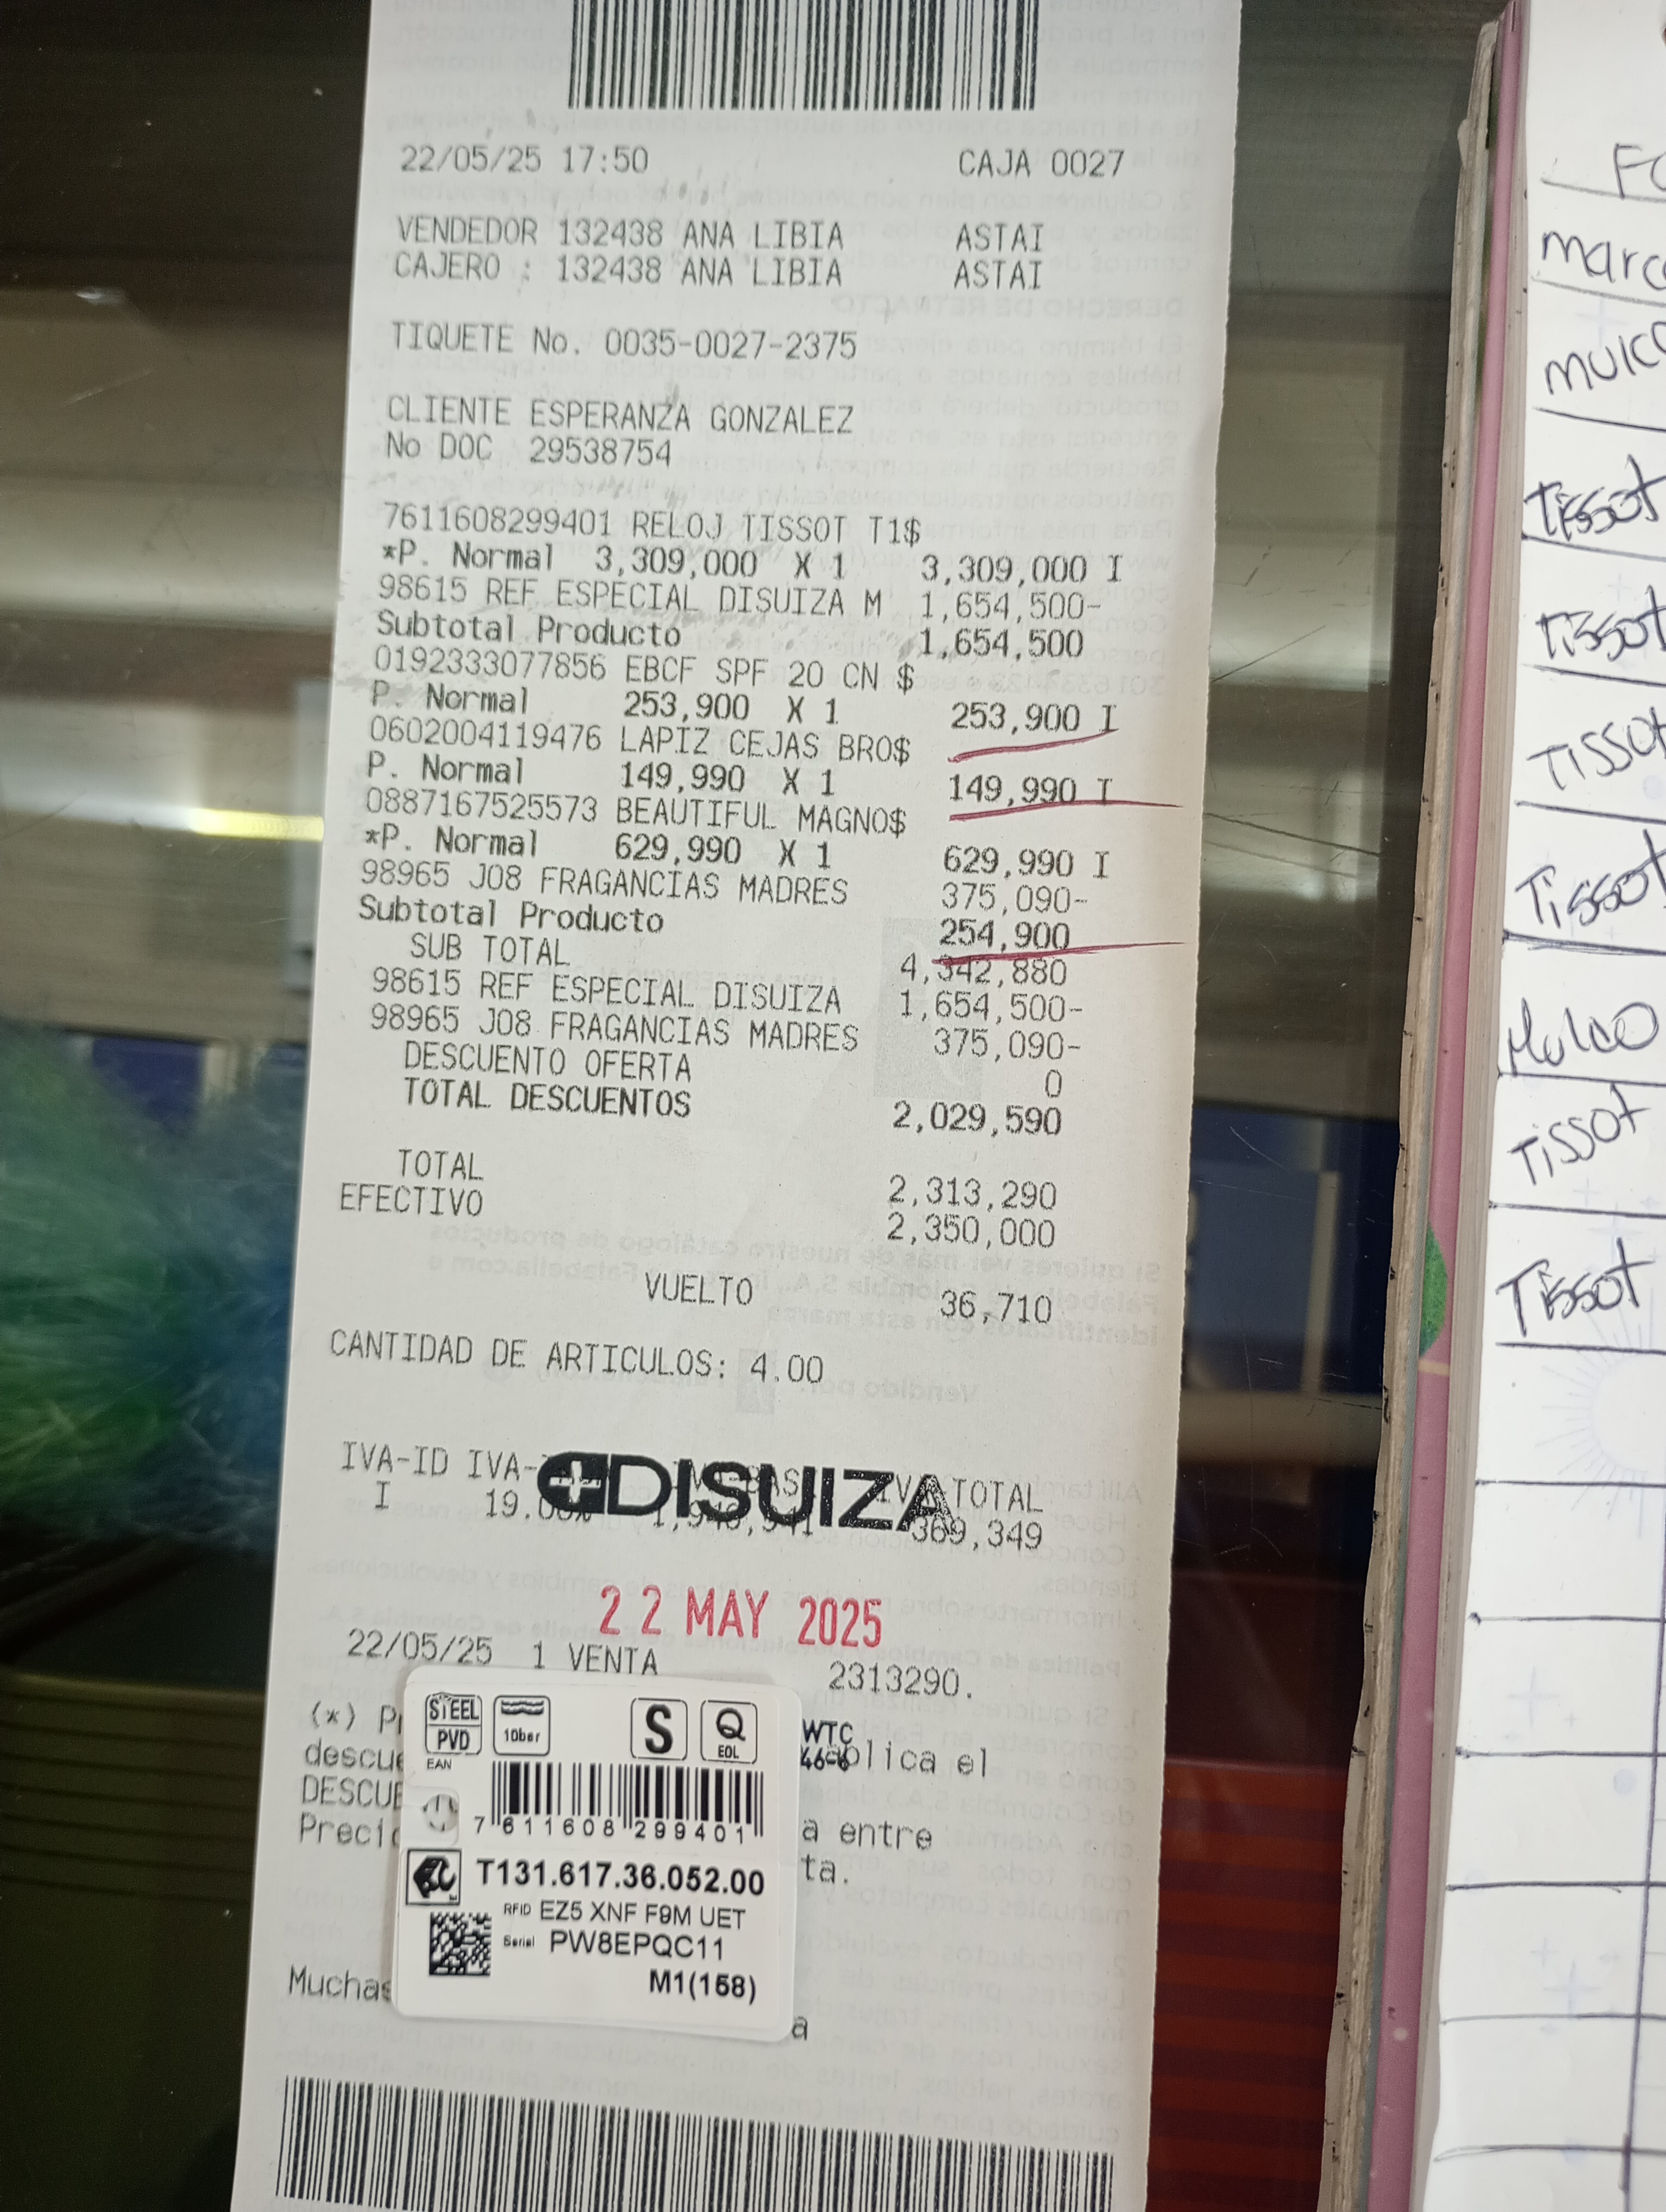 22/05/25 17:50 CAJA 0027
VENDEDOR 132438 ANA LIBIA ASTAI
CAJERO : 132438 ANA LIBIA ASTAI
TIQUETE No. 0035-0027-2375
CLIENTE ESPERANZA GONZALEZ
No DOC 29538754
7611608299401 RELOJ TISSOT T1$
*P. Normal 3,309,000 X 1 3,309,000 I
98615 REF ESPECIAL DISUIZA M 1,654,500-
Subtotal Producto 1,654,500
0192333077856 EBCF SPF 20 CN $
P. Normal 253,900 X 1 253,900 I
0602004119476 LAPIZ CEJAS BRO$
P. Normal 149,990 X 1 149,990 I
0887167525573 BEAUTIFUL MAGNO$
*P. Normal 629,990 X 1 629,990 I
98965 J08 FRAGANCIAS MADRES 375,090-
Subtotal Producto 254,900
SUB TOTAL 4,342,880
98615 REF ESPECIAL DISUIZA 1,654,500-
98965 J08 FRAGANCIAS MADRES 375,090-
DESCUENTO OFERTA 0
TOTAL DESCUENTOS 2,029,590
TOTAL 2,313,290
EFECTIVO 2,350,000
VUELTO 36,710
CANTIDAD DE ARTICULOS: 4.00
IVA-ID IVA- IVA TOTAL
I 369,349
DISUIZA
22 MAY 2025
22/05/25 1 VENTA 2313290.
aplica el
a entre
ta.
STEEL
PVD
10bar
S
Q
EOL
WTC
EAN
7 611608 299401
T131.617.36.052.00
RFID EZ5 XNF F9M UET
Serial PW8EPQC11
M1(158)
Muchas
a
Tissot
Tissot
Tissot
Tissot
Mulco
Tissot
Tissot